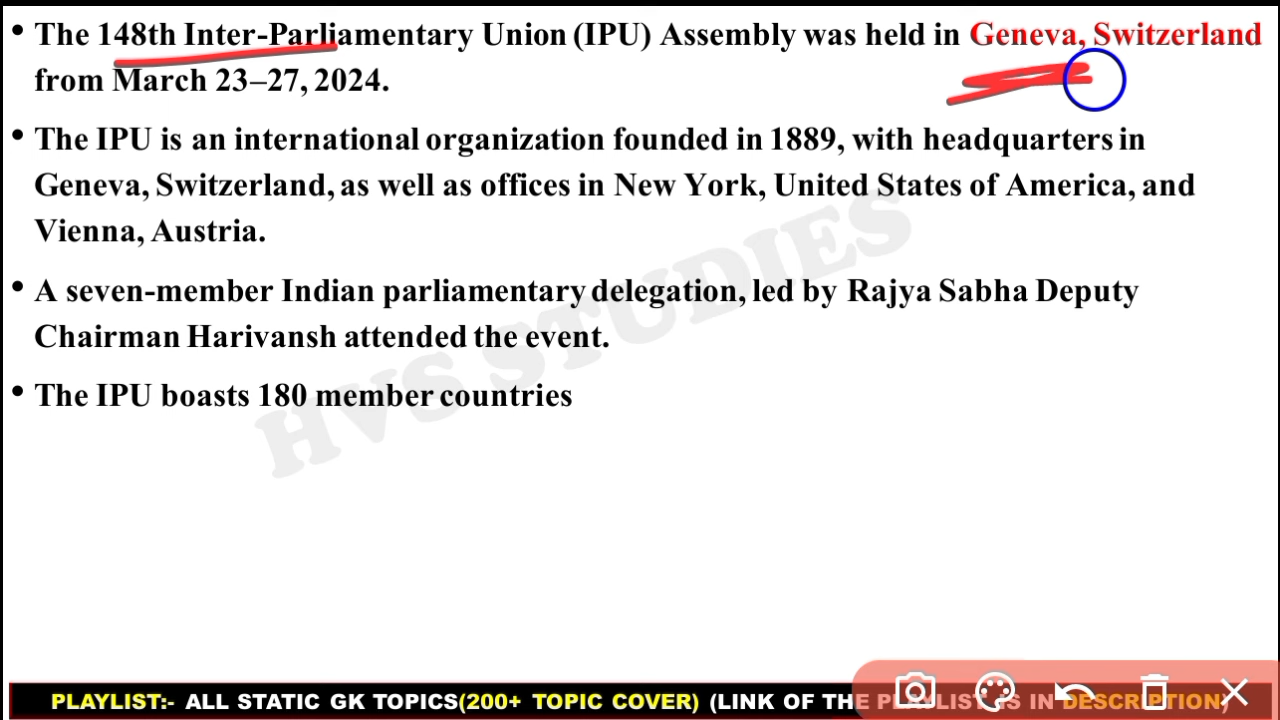 • The 148th Inter-Parliamentary Union (IPU) Assembly was held in Geneva, Switzerland
from March 23–27, 2024.
• The IPU is an international organization founded in 1889, with headquarters in
Geneva, Switzerland, as well as offices in New York, United States of America, and
Vienna, Austria.
• A seven-member Indian parliamentary delegation, led by Rajya Sabha Deputy
Chairman Harivansh attended the event.
• The IPU boasts 180 member countries
HVS STUDIES
PLAYLIST:- ALL STATIC GK TOPICS(200+ TOPIC COVER) (LINK OF THE PLAYLIST IS IN DESCRIPTION)